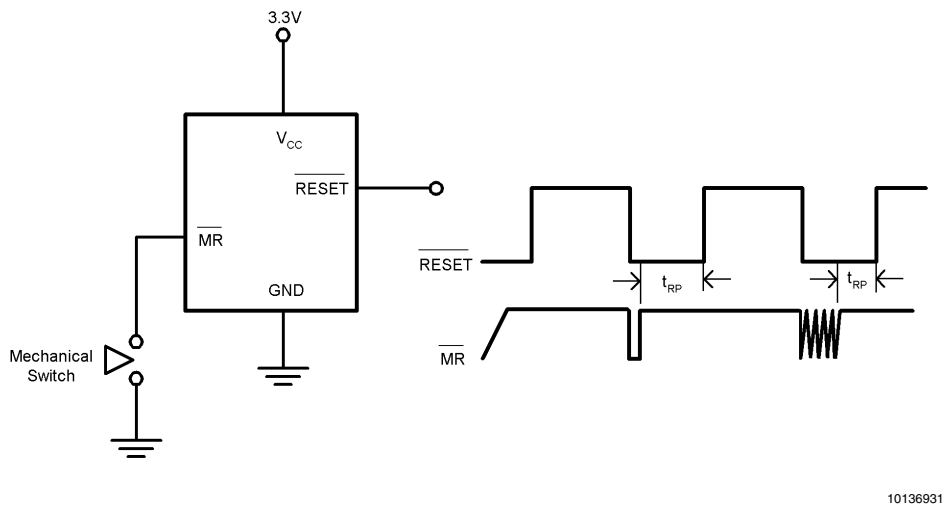 3.3V
VCC
RESET
MR
GND
Mechanical
Switch
RESET
tRP
tRP
MR
10136931